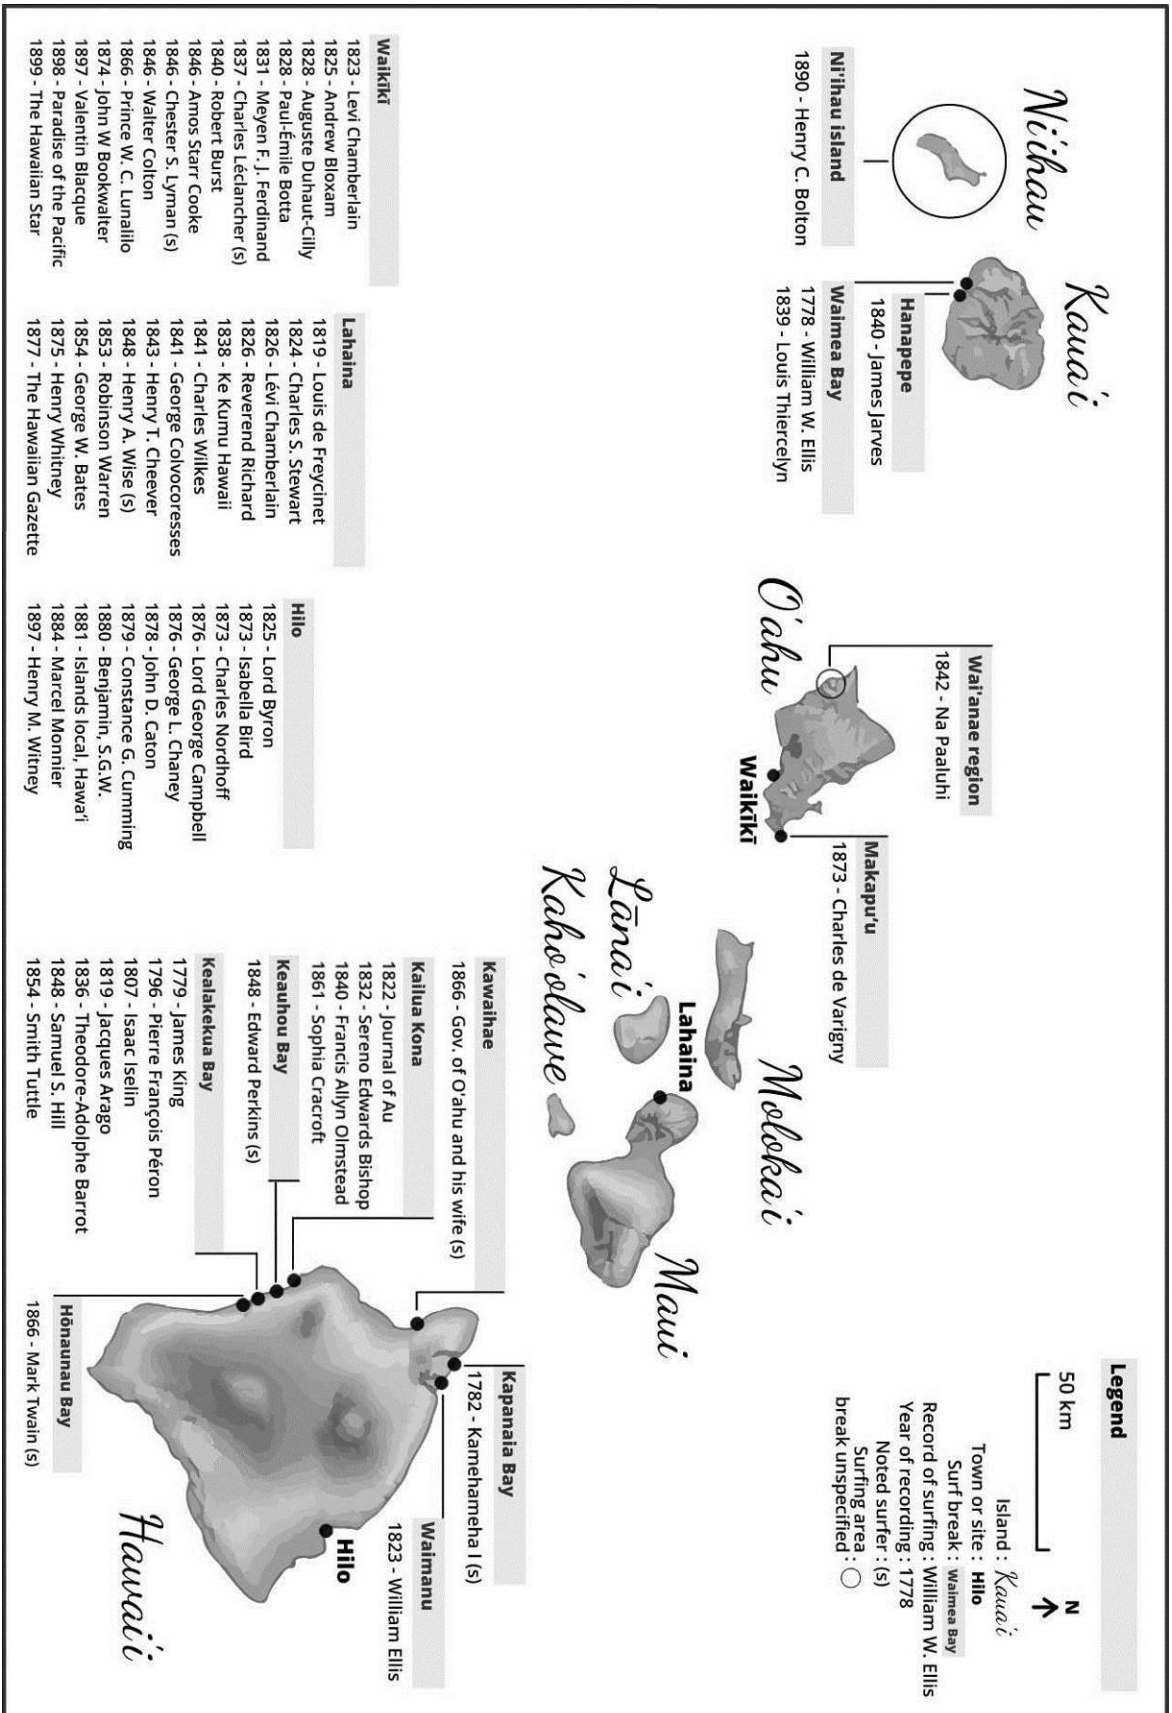 Ni'ihau
Ni'ihau island
1890 - Henry C. Bolton
Kaua'i
Hanapepe
1840 - James Jarves
Waimea Bay
1778 - William W. Ellis
1839 - Louis Thiercelyn
Wai'anae region
1842 - Na Paaluhi
O'ahu
Waikīkī
Makapu'u
1873 - Charles de Varigny
Moloka'i
Lahaina
Lāna'i
Kaho'olawe
Maui
Legend
50 km
N
Island : Kaua'i
Town or site : Hilo
Surf break : Waimea Bay
Record of surfing : William W. Ellis
Year of recording : 1778
Noted surfer : (s)
Surfing area
break unspecified :
Waikīkī
1823 - Levi Chamberlain
1825 - Andrew Bloxam
1828 - Auguste Duhaut-Cilly
1828 - Paul-Émile Botta
1831 - Meyen F. J. Ferdinand
1837 - Charles Léclancher (s)
1840 - Robert Burst
1846 - Amos Starr Cooke
1846 - Chester S. Lyman (s)
1846 - Walter Colton
1866 - Prince W. C. Lunalilo
1874 - John W Bookwalter
1897 - Valentin Blacque
1898 - Paradise of the Pacific
1899 - The Hawaiian Star
Lahaina
1819 - Louis de Freycinet
1824 - Charles S. Stewart
1826 - Lévi Chamberlain
1826 - Reverend Richard
1838 - Ke Kumu Hawaii
1841 - Charles Wilkes
1841 - George Colvocoresses
1843 - Henry T. Cheever
1848 - Henry A. Wise (s)
1853 - Robinson Warren
1854 - George W. Bates
1875 - Henry Whitney
1877 - The Hawaiian Gazette
Hilo
1825 - Lord Byron
1873 - Isabella Bird
1873 - Charles Nordhoff
1876 - Lord George Campbell
1876 - George L. Chaney
1878 - John D. Caton
1879 - Constance G. Cumming
1880 - Benjamin, S.G.W.
1881 - Islands local, Hawa'i
1884 - Marcel Monnier
1897 - Henry M. Witney
Kawaihae
1866 - Gov. of O'ahu and his wife (s)
Kailua Kona
1822 - Journal of Au
1832 - Sereno Edwards Bishop
1840 - Francis Allyn Olmstead
1861 - Sophia Cracroft
Keauhou Bay
1848 - Edward Perkins (s)
Kealakekua Bay
1779 - James King
1796 - Pierre François Péron
1807 - Isaac Iselin
1819 - Jacques Arago
1836 - Theodore-Adolphe Barrot
1848 - Samuel S. Hill
1854 - Smith Tuttle
Hōnaunau Bay
1866 - Mark Twain (s)
Kapanaia Bay
1782 - Kamehameha I (s)
Waimanu
1823 - William Ellis
Hilo
Hawai'i